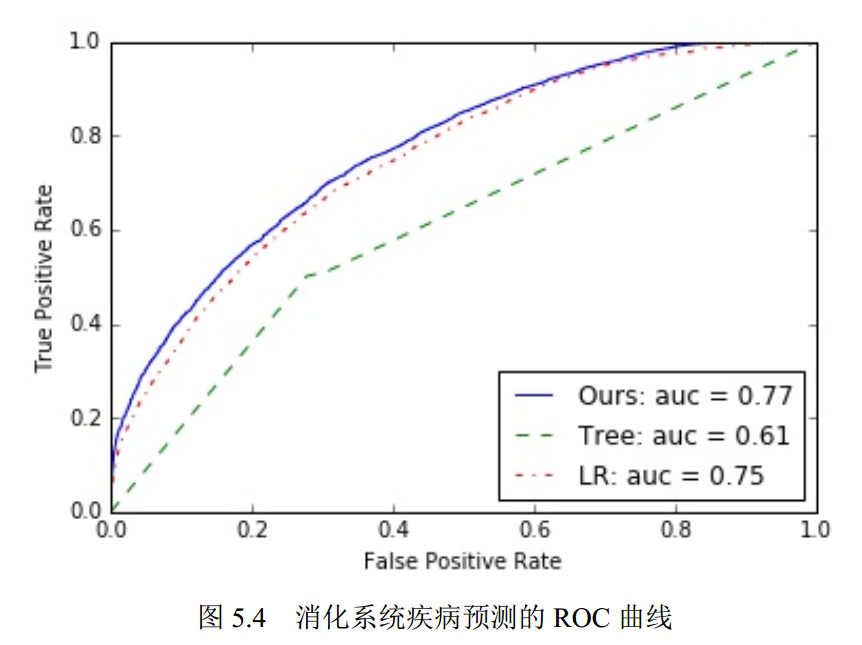 1.0
0.8
0.6
0.4
0.2
0.0
True Positive Rate
Ours: auc = 0.77
Tree: auc = 0.61
LR: auc = 0.75
0.0 0.2 0.4 0.6 0.8 1.0
False Positive Rate
图 5.4 消化系统疾病预测的 ROC 曲线